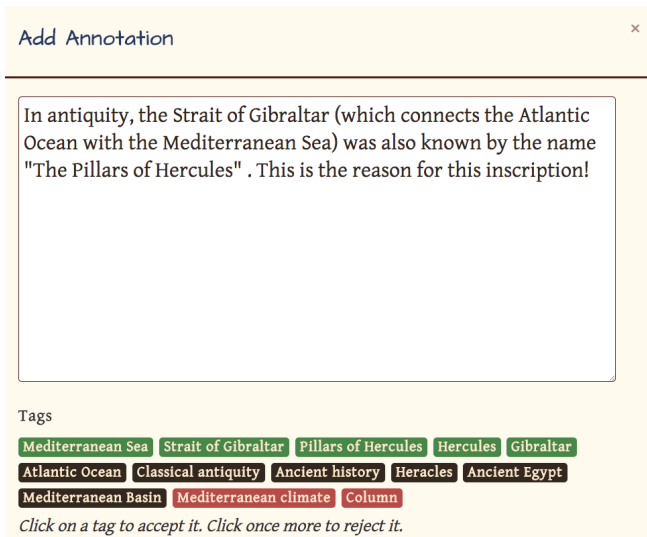 Add Annotation
×
In antiquity, the Strait of Gibraltar (which connects the Atlantic
Ocean with the Mediterranean Sea) was also known by the name
"The Pillars of Hercules" . This is the reason for this inscription!
Tags
Mediterranean Sea Strait of Gibraltar Pillars of Hercules Hercules Gibraltar
Atlantic Ocean Classical antiquity Ancient history Heracles Ancient Egypt
Mediterranean Basin Mediterranean climate Column
Click on a tag to accept it. Click once more to reject it.